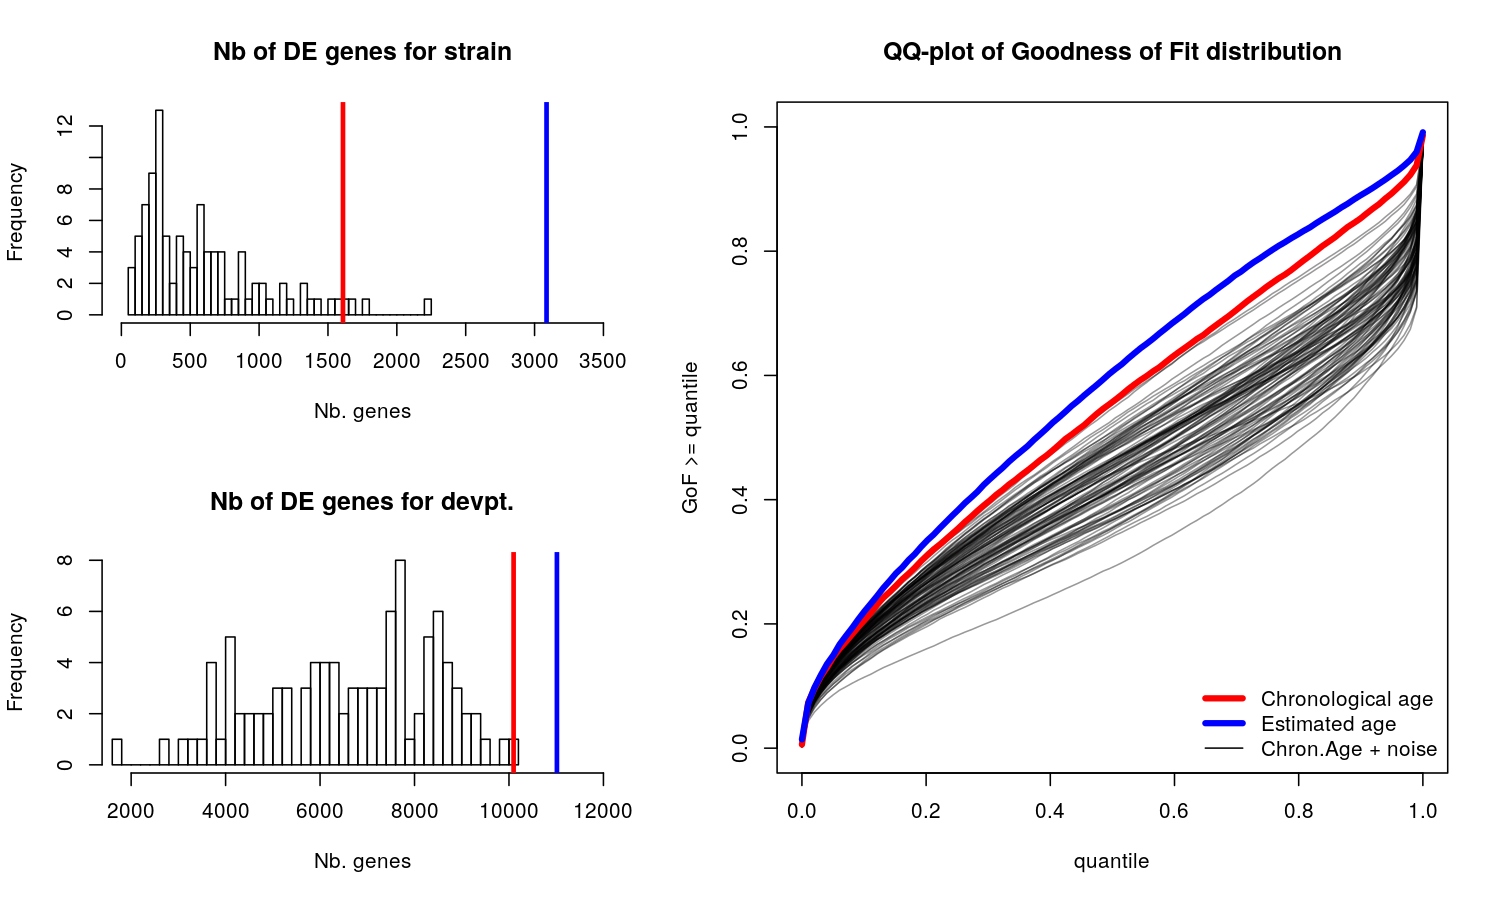 Nb of DE genes for strain
Frequency
0 2 4 6 8 12
0 500 1000 1500 2000 2500 3000 3500
Nb. genes
Nb of DE genes for devpt.
Frequency
0 2 4 6 8
2000 4000 6000 8000 10000 12000
Nb. genes
QQ-plot of Goodness of Fit distribution
GoF >= quantile
0.0 0.2 0.4 0.6 0.8 1.0
Chronological age
Estimated age
Chron.Age + noise
0.0 0.2 0.4 0.6 0.8 1.0
quantile